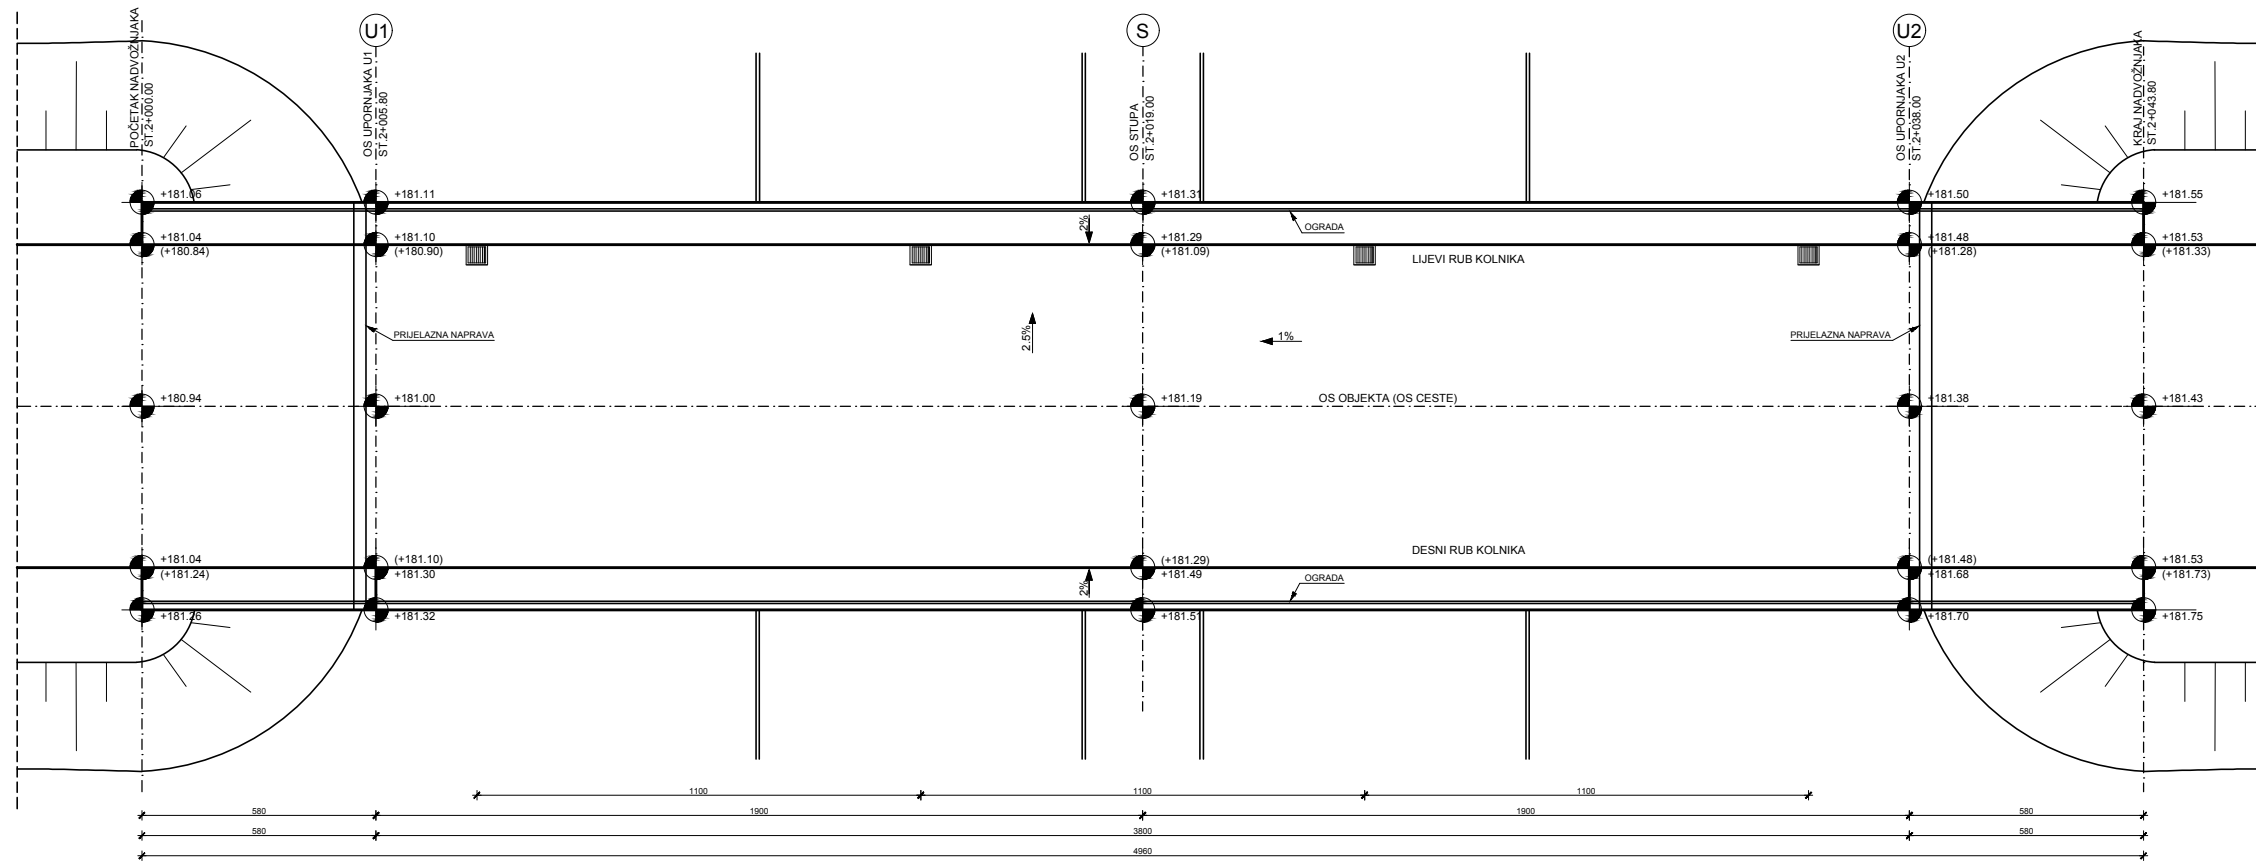 U1
S
U2
POČETAK NADVOŽNJAKA
ST.2+000.00
OS UPORNJAKA U1
ST.2+005.80
OS STUPA
ST.2+019.00
OS UPORNJAKA U2
ST.2+038.00
KRAJ NADVOŽNJAKA
ST.2+043.80
+181.06
+181.11
+181.31
+181.50
+181.55
2%
OGRADA
+181.04
(+180.84)
+181.10
(+180.90)
+181.29
(+181.09)
+181.48
(+181.28)
+181.53
(+181.33)
LIJEVI RUB KOLNIKA
PRIJELAZNA NAPRAVA
2.5%
1%
PRIJELAZNA NAPRAVA
+180.94
+181.00
+181.19
OS OBJEKTA (OS CESTE)
+181.38
+181.43
DESNI RUB KOLNIKA
+181.04
(+181.24)
(+181.10)
+181.30
(+181.29)
+181.49
(+181.48)
+181.68
+181.53
(+181.73)
2%
OGRADA
+181.26
+181.32
+181.51
+181.70
+181.75
1100
1100
1100
580
1900
1900
580
580
3800
580
4960